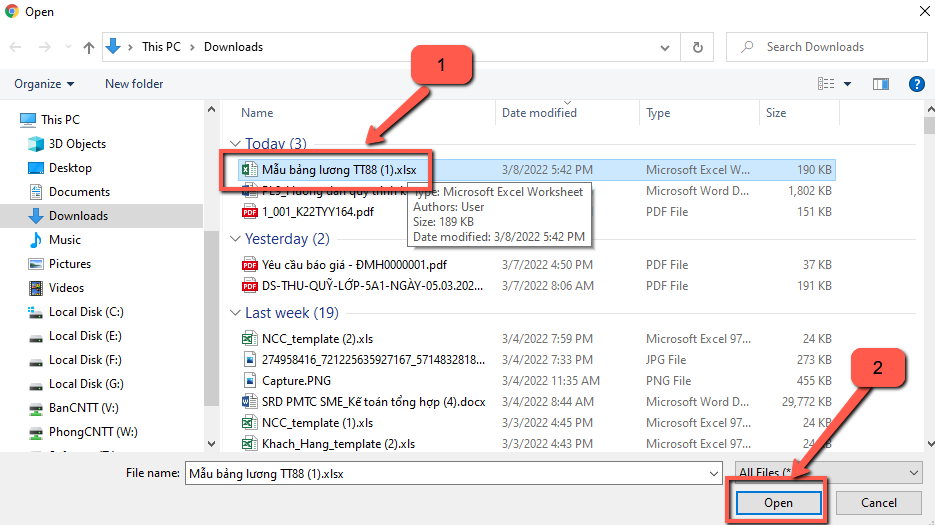 Open
This PC > Downloads
Search Downloads
1
Organize
New folder
?
Name
Date modified
Type
Size
This PC
3D Objects
Desktop
Documents
Downloads
Music
Pictures
Videos
Local Disk (C:)
Local Disk (E:)
Local Disk (F:)
Local Disk (G:)
BanCNTT (V:)
PhongCNTT (W:)
Today (3)
Mẫu bảng lương TT88 (1).xlsx 3/8/2022 5:42 PM Microsoft Excel W... 190 KB
Microsoft Word D... 1,802 KB
1_001_K22TYY164.pdf PDF File 151 KB
Type: Microsoft Excel Worksheet
Authors: User
Size: 189 KB
Date modified: 3/8/2022 5:42 PM
Yesterday (2)
Yêu cầu báo giá - ĐMH0000001.pdf 3/7/2022 4:50 PM PDF File 37 KB
DS-THU-QUỸ-LỚP-5A1-NGÀY-05.03.202... 3/7/2022 8:06 AM PDF File 191 KB
Last week (19)
NCC_template (2).xls 3/4/2022 7:59 PM Microsoft Excel 97... 24 KB
274958416_721225635927167_5714832818... 3/4/2022 7:33 PM JPG File 273 KB
Capture.PNG 3/4/2022 11:35 AM PNG File 455 KB
SRD PMTC SME_Kế toán tổng hợp (4).docx 3/4/2022 8:44 AM Microsoft Word D... 29,772 KB
NCC_template (1).xls 3/3/2022 4:45 PM Microsoft Excel 97... 24 KB
Khach_Hang_template (2).xls 3/3/2022 4:43 PM Microsoft Excel 97... 24 KB
2
File name: Mẫu bảng lương TT88 (1).xlsx
All Files (*
Open
Cancel